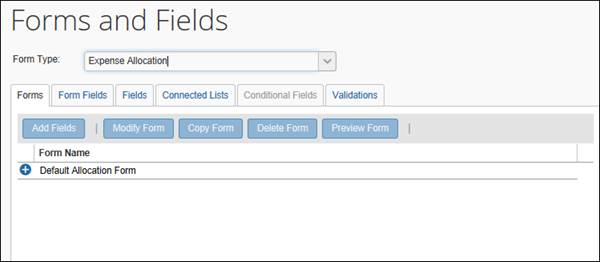 Forms and Fields
Form Type: Expense Allocation
Forms Form Fields Fields Connected Lists Conditional Fields Validations
Add Fields | Modify Form Copy Form Delete Form Preview Form |
Form Name
Default Allocation Form